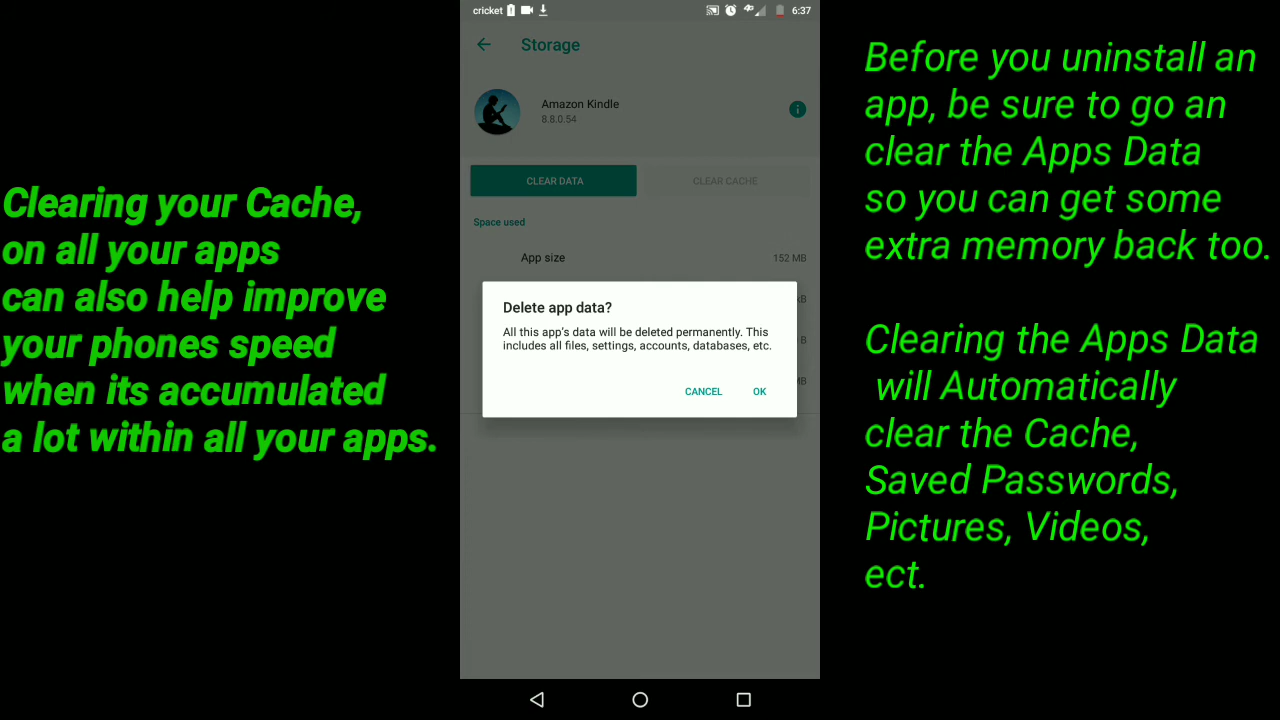 Clearing your Cache,
on all your apps
can also help improve
your phones speed
when its accumulated
a lot within all your apps.
cricket
6:37
Storage
Amazon Kindle
8.8.0.54
CLEAR DATA
CLEAR CACHE
Space used
App size
152 MB
kB
B
MB
Delete app data?
All this app's data will be deleted permanently. This
includes all files, settings, accounts, databases, etc.
CANCEL
OK
Before you uninstall an
app, be sure to go an
clear the Apps Data
so you can get some
extra memory back too.
Clearing the Apps Data
will Automatically
clear the Cache,
Saved Passwords,
Pictures, Videos,
ect.